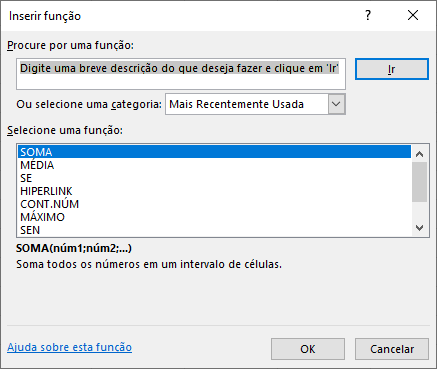 Inserir função
?
Procure por uma função:
Digite uma breve descrição do que deseja fazer e clique em 'Ir'
Ir
Ou selecione uma categoria:
Mais Recentemente Usada
Selecione uma função:
SOMA
MÉDIA
SE
HIPERLINK
CONT.NÚM
MÁXIMO
SEN
SOMA(núm1;núm2;...)
Soma todos os números em um intervalo de células.
Ajuda sobre esta função
OK
Cancelar